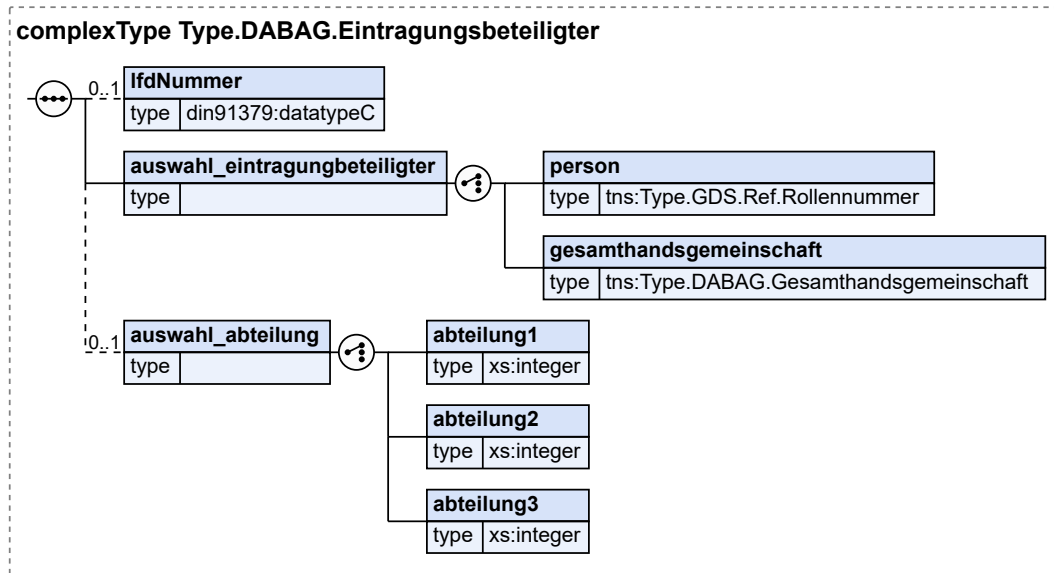 complexType Type.DABAG.Eintragungsbeteiligter
0..1
lfdNummer
type din91379:datatypeC
auswahl_eintragungbeteiligter
type
person
type tns:Type.GDS.Ref.Rollennummer
gesamthandsgemeinschaft
type tns:Type.DABAG.Gesamthandsgemeinschaft
0..1
auswahl_abteilung
type
abteilung1
type xs:integer
abteilung2
type xs:integer
abteilung3
type xs:integer